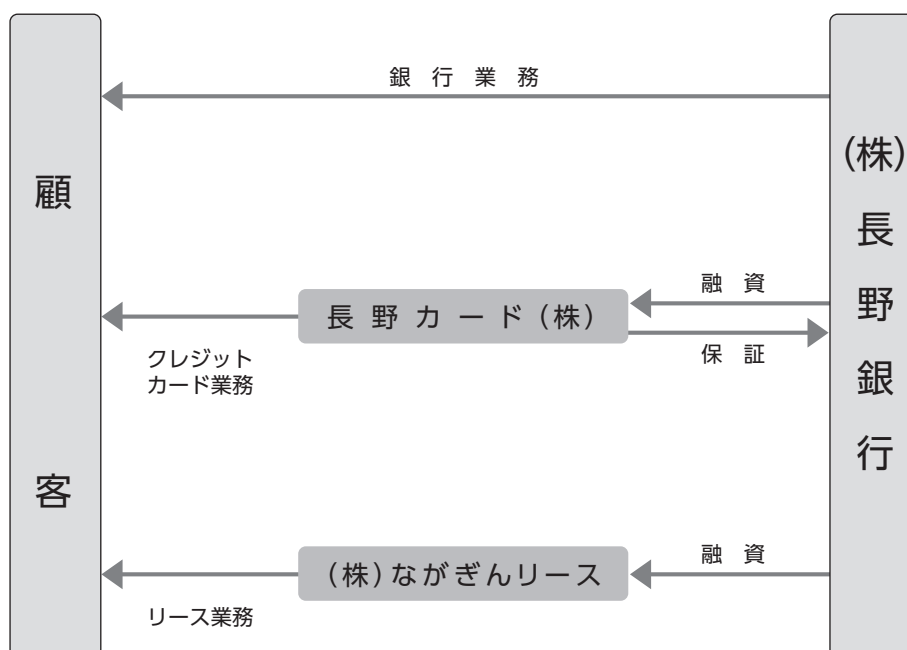 銀行業務
顧客
(株)長野銀行
融資
長野カード(株)
保証
クレジット
カード業務
融資
(株)ながぎんリース
リース業務